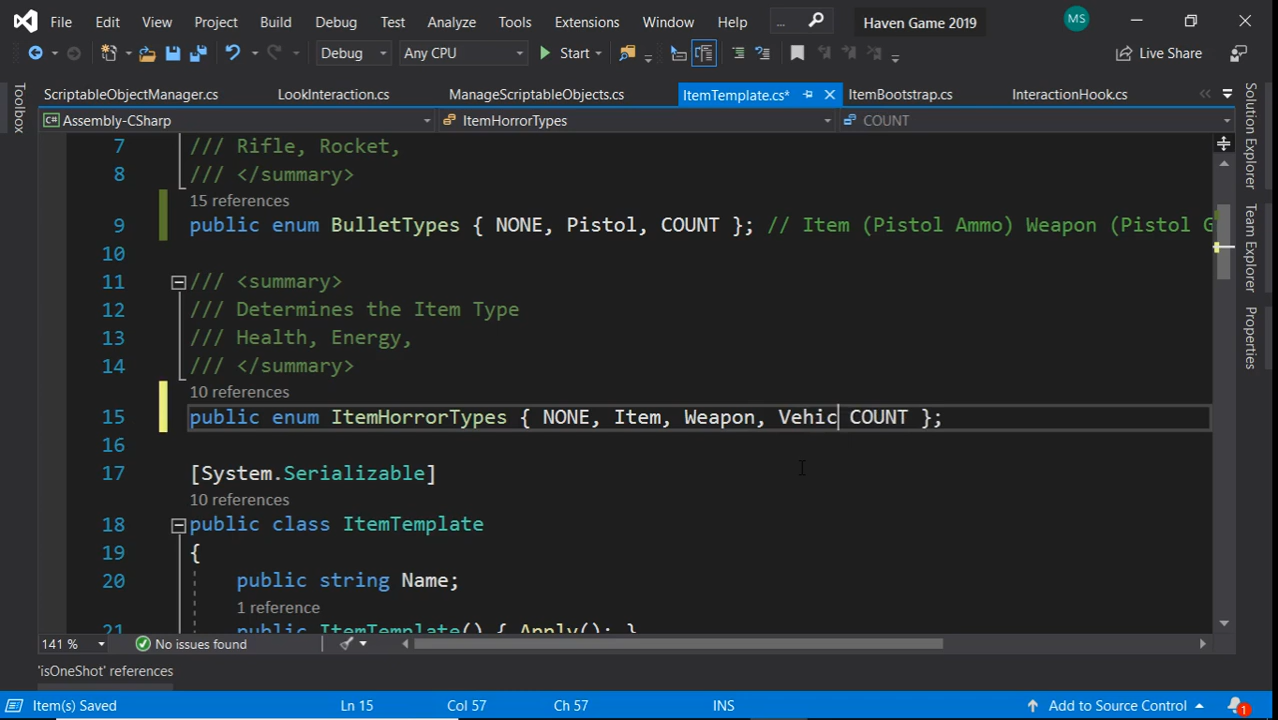 File Edit View Project Build Debug Test Analyze Tools Extensions Window Help ... Haven Game 2019 MS
Debug Any CPU Start Live Share
ScriptableObjectManager.cs LookInteraction.cs ManageScriptableObjects.cs ItemTemplate.cs* ItemBootstrap.cs InteractionHook.cs
Assembly-CSharp ItemHorrorTypes COUNT
Toolbox
Solution Explorer
Team Explorer
Properties
7 /// Rifle, Rocket,
8 /// </summary>
15 references
9 public enum BulletTypes { NONE, Pistol, COUNT }; // Item (Pistol Ammo) Weapon (Pistol G
10
11 /// <summary>
12 /// Determines the Item Type
13 /// Health, Energy,
14 /// </summary>
10 references
15 public enum ItemHorrorTypes { NONE, Item, Weapon, Vehic COUNT };
16
17 [System.Serializable]
10 references
18 public class ItemTemplate
19 {
20 public string Name;
1 reference
21 public ItemTemplate() { Apply(); }
141 % No issues found
'isOneShot' references
Item(s) Saved Ln 15 Col 57 Ch 57 INS Add to Source Control 1